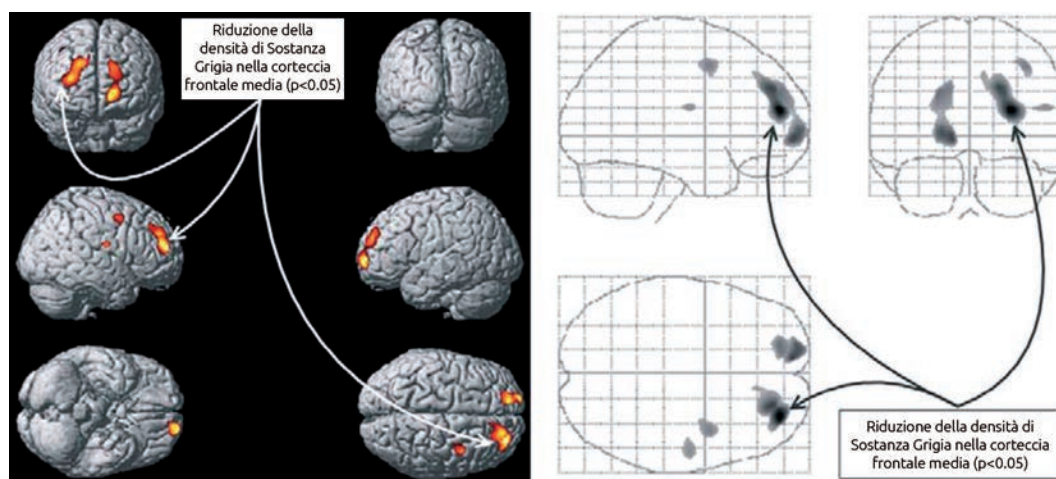 Riduzione della
densità di Sostanza
Grigia nella corteccia
frontale media (p<0.05)
Riduzione della densità di
Sostanza Grigia nella corteccia
frontale media (p<0.05)